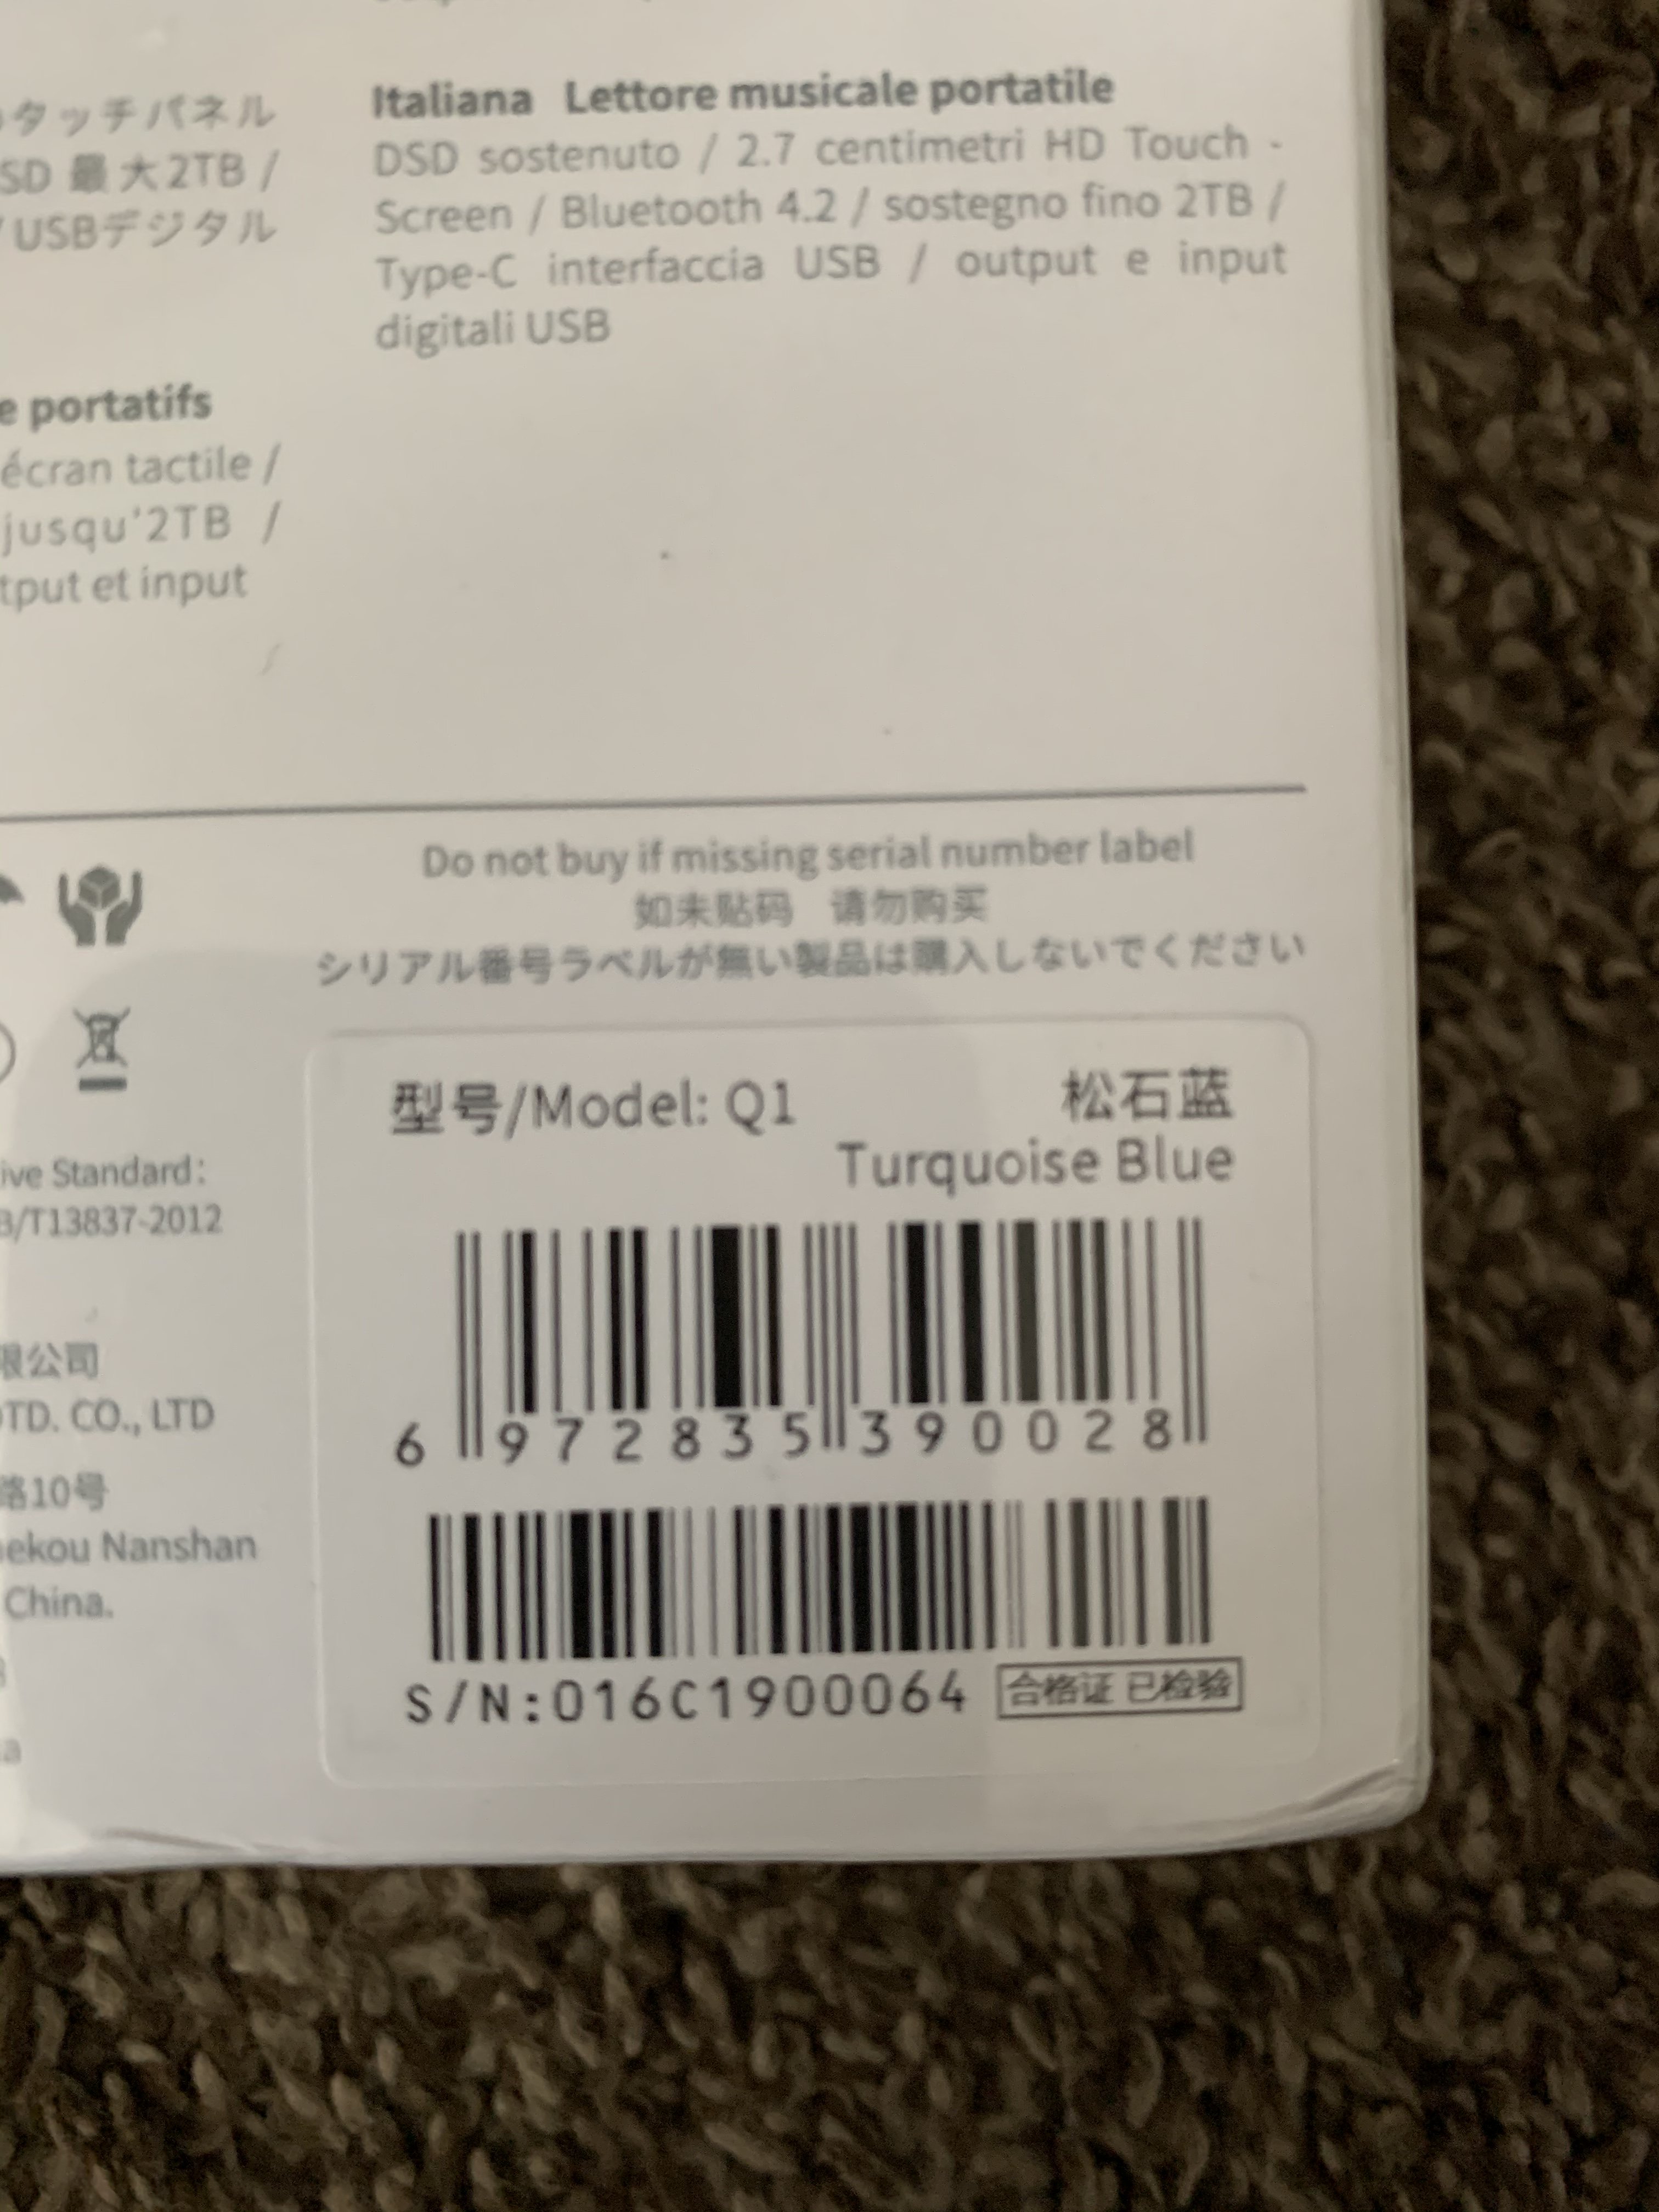 タッチパネル
SD 最大2TB /
/ USBデジタル
e portatifs
écran tactile /
jusqu'2TB /
tput et input
Italiana Lettore musicale portatile
DSD sostenuto / 2.7 centimetri HD Touch -
Screen / Bluetooth 4.2 / sostegno fino 2TB /
Type-C interfaccia USB / output e input
digitali USB
Do not buy if missing serial number label
如未贴码 请勿购买
シリアル番号ラベルが無い製品は購入しないでください
ive Standard:
B/T13837-2012
限公司
OTD. CO., LTD
路10号
ekou Nanshan
China.
型号/Model: Q1
松石蓝
Turquoise Blue
6 972835 390028
S/N:016C1900064
合格证 已检验